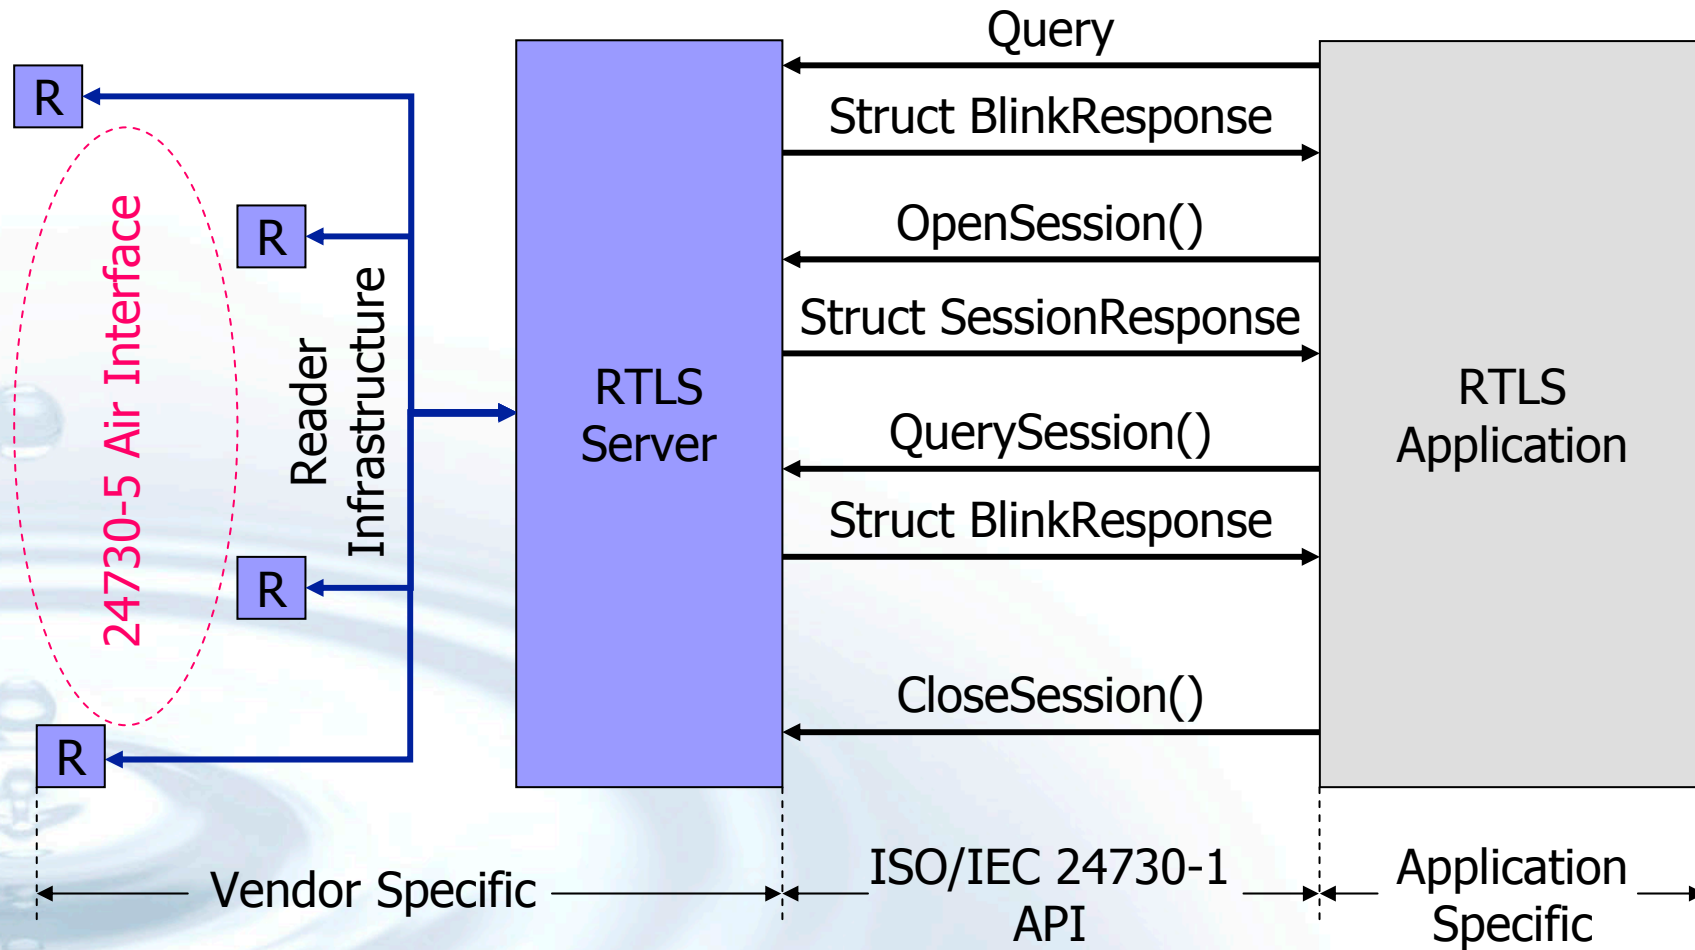 R
R
R
R
24730-5 Air Interface
Reader
Infrastructure
RTLS
Server
Query
Struct BlinkResponse
OpenSession()
Struct SessionResponse
QuerySession()
Struct BlinkResponse
CloseSession()
RTLS
Application
Vendor Specific
ISO/IEC 24730-1
API
Application
Specific